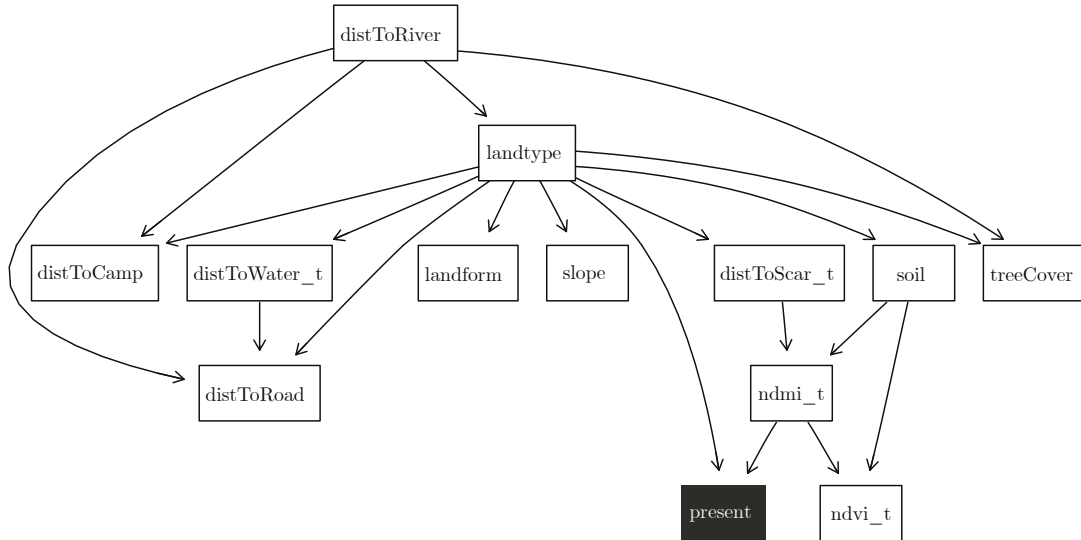 distToRiver
landtype
distToCamp
distToWater_t
landform
slope
distToScar_t
soil
treeCover
distToRoad
ndmi_t
present
ndvi_t